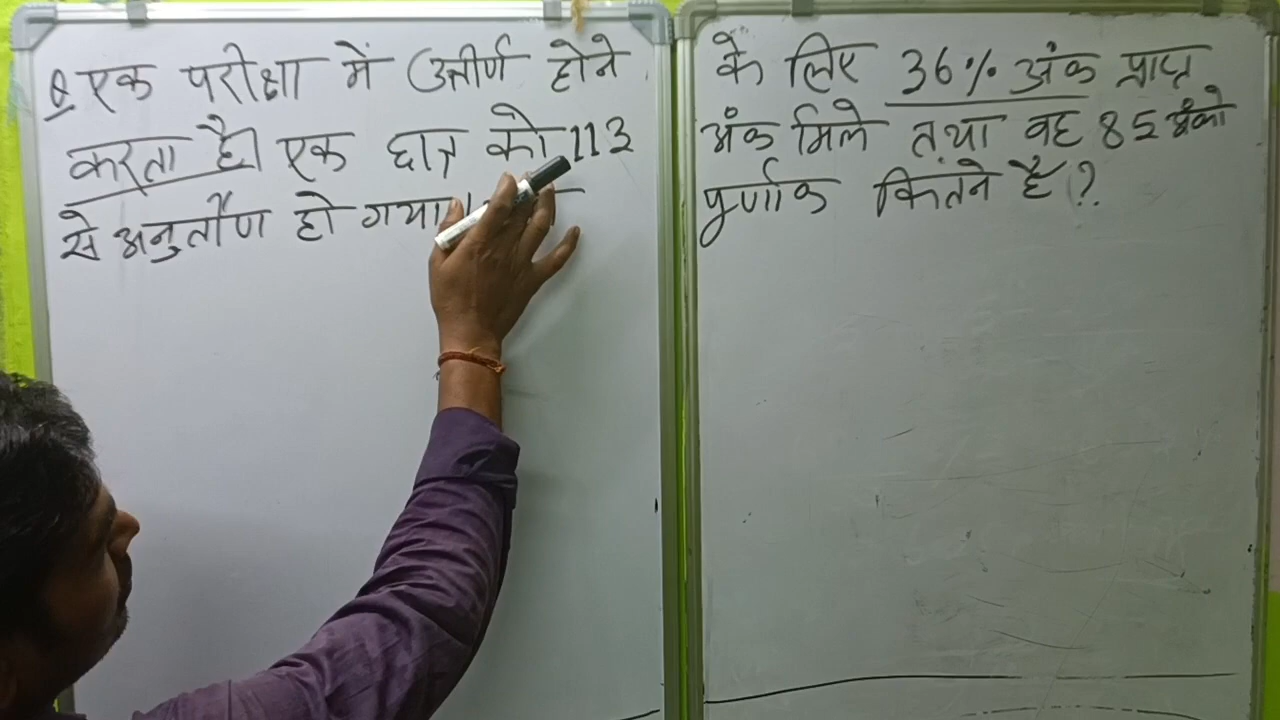 Q एक परीक्षा में उत्तीर्ण होने के लिए 36% अंक प्राप्त
करता है। एक छात्र को 113 अंक मिले तथा वह 85 अंको
से अनुतीर्ण हो गया। पुर्णाक कितने है ?